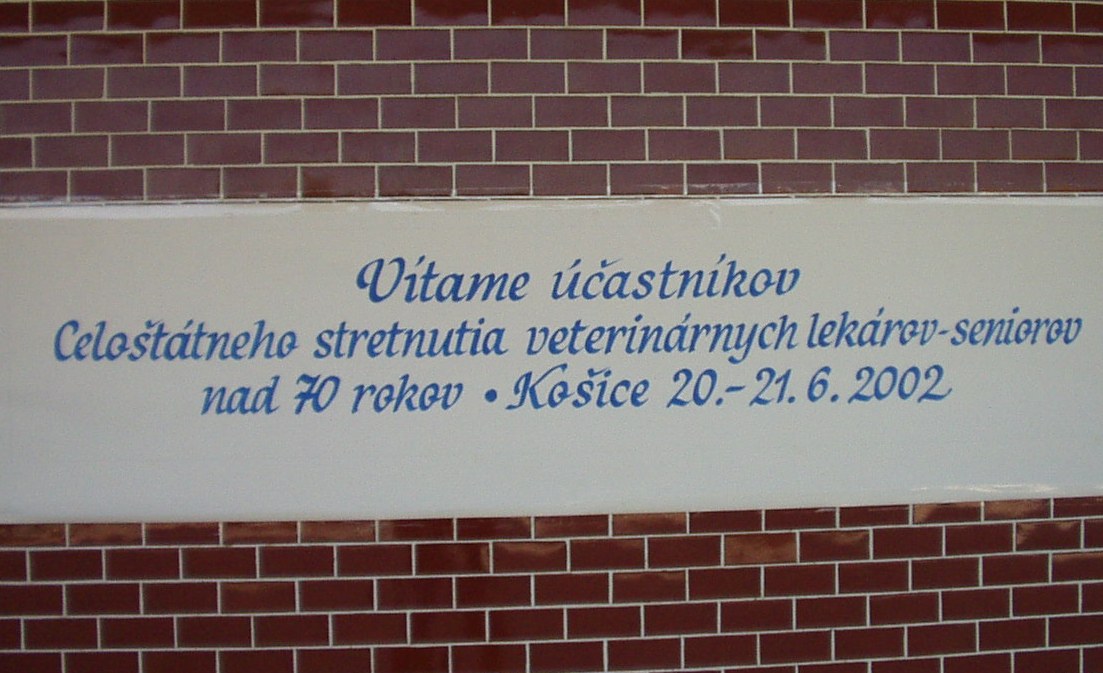 Vítame účastníkov
Celoštátneho stretnutia veterinárnych lekárov-seniorov
nad 70 rokov • Košice 20.-21. 6. 2002